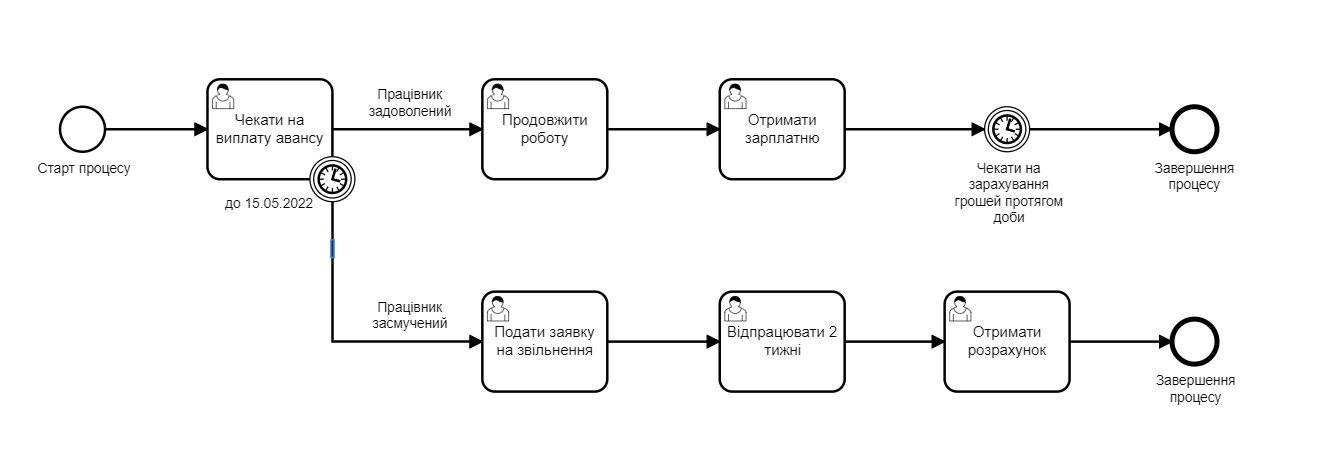 Старт процесу
Чекати на
виплату авансу
до 15.05.2022
Працівник
задоволений
Продовжити
роботу
Отримати
зарплатню
Чекати на
зарахування
грошей протягом
доби
Завершення
процесу
Працівник
засмучений
Подати заявку
на звільнення
Відпрацювати 2
тижні
Отримати
розрахунок
Завершення
процесу